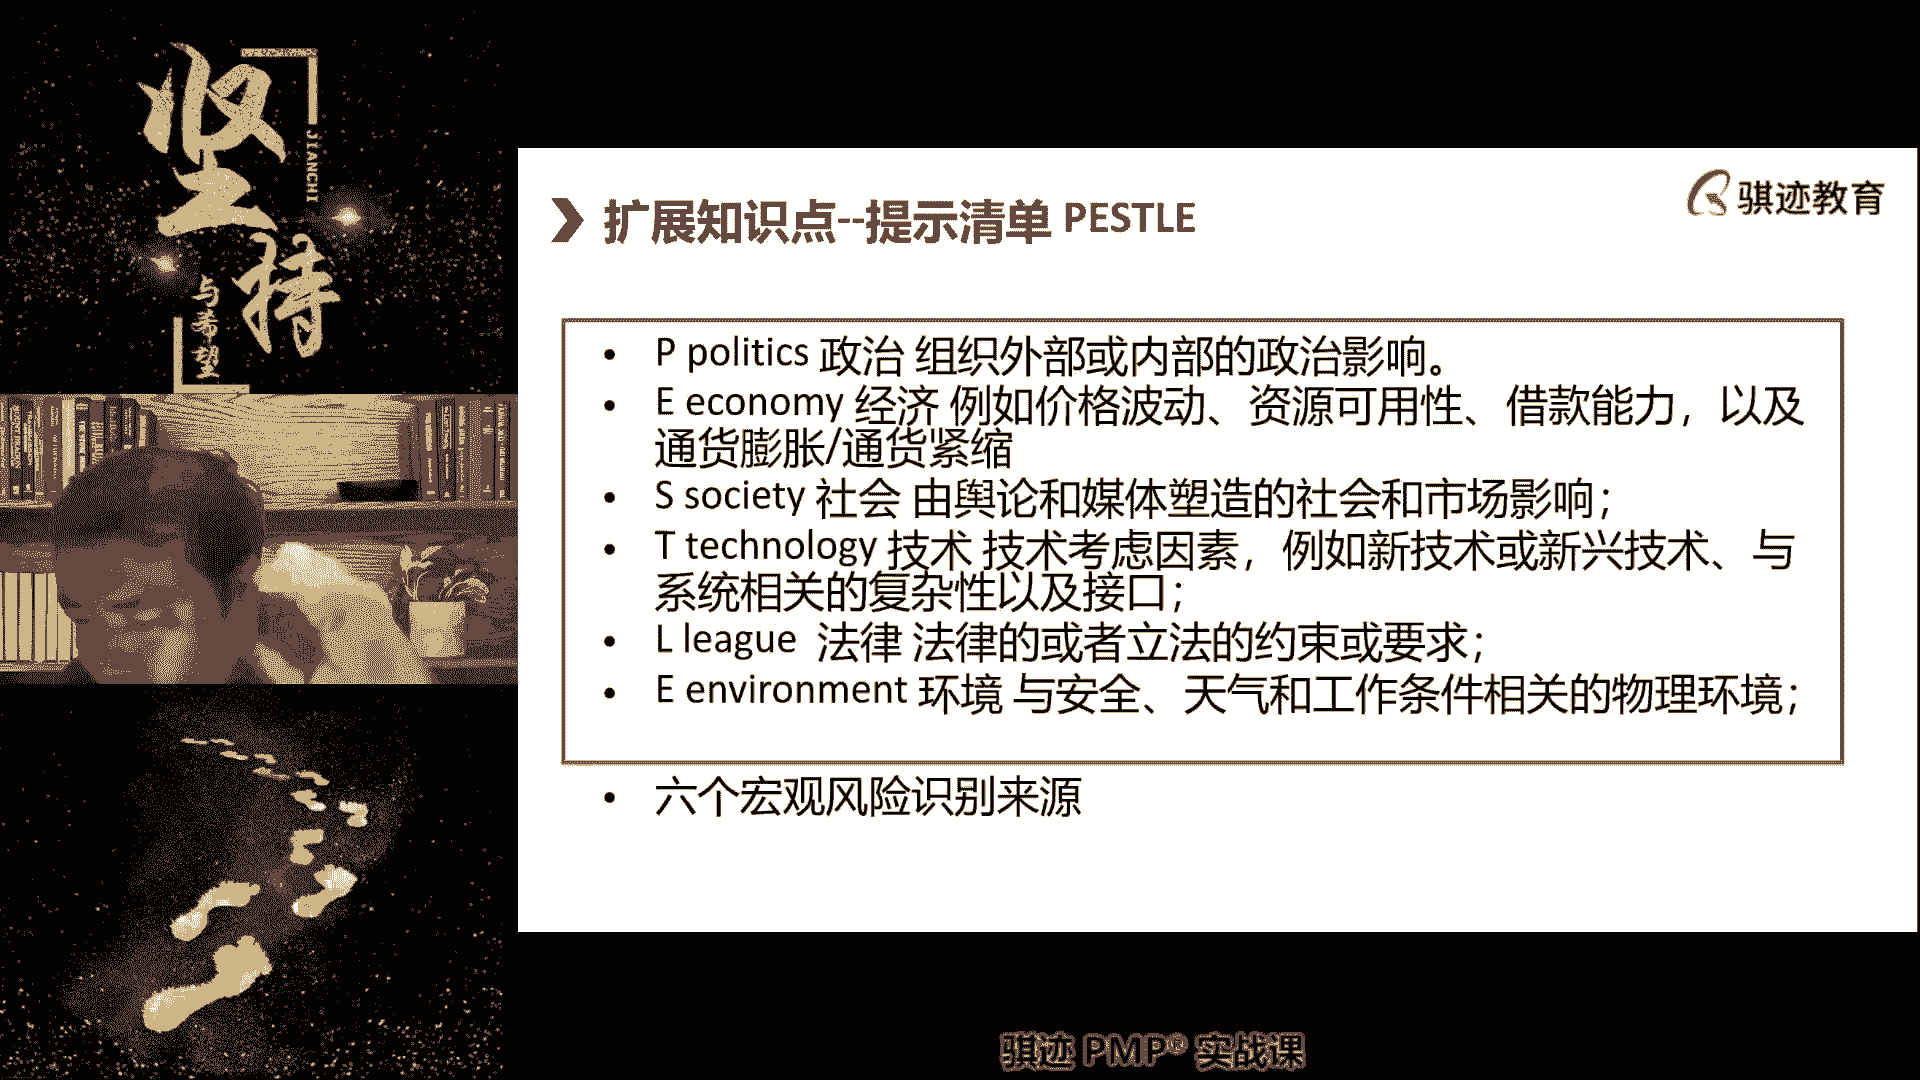 坚持
JIANCHI
与希望
骐迹教育
扩展知识点--提示清单 PESTLE
• P politics 政治 组织外部或内部的政治影响。
• E economy 经济 例如价格波动、资源可用性、借款能力，以及
通货膨胀/通货紧缩
• S society 社会 由舆论和媒体塑造的社会和市场影响；
• T technology 技术 技术考虑因素，例如新技术或新兴技术、与
系统相关的复杂性以及接口；
• L league 法律 法律的或者立法的约束或要求；
• E environment 环境 与安全、天气和工作条件相关的物理环境；
• 六个宏观风险识别来源
骐迹 PMP® 实战课